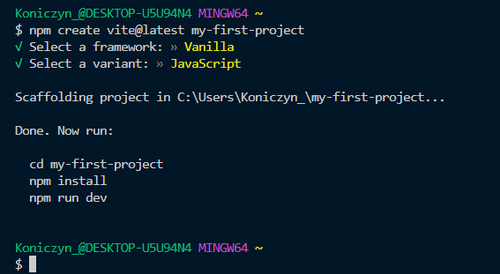 Koniczyn_@DESKTOP-U5U94N4 MINGW64 ~
$ npm create vite@latest my-first-project
√ Select a framework: » Vanilla
√ Select a variant: » JavaScript
Scaffolding project in C:\Users\Koniczyn_\my-first-project...
Done. Now run:
cd my-first-project
npm install
npm run dev
Koniczyn_@DESKTOP-U5U94N4 MINGW64 ~
$